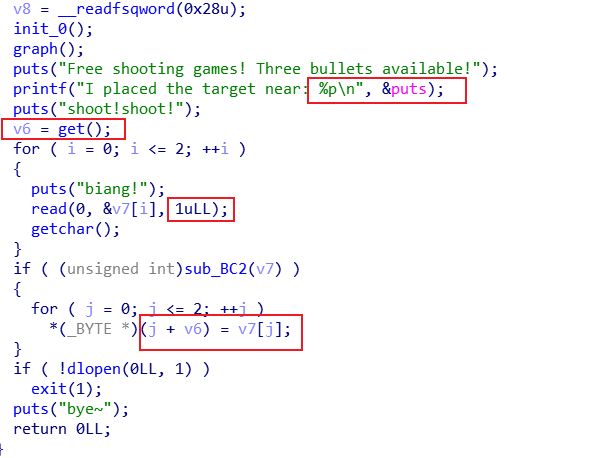 v8 = __readfsqword(0x28u);
init_0();
graph();
puts("Free shooting games! Three bullets available!");
printf("I placed the target near: %p\n", &puts);
puts("shoot!shoot!");
v6 = get();
for ( i = 0; i <= 2; ++i )
{
puts("biang!");
read(0, &v7[i], 1uLL);
getchar();
}
if ( (unsigned int)sub_BC2(v7) )
{
for ( j = 0; j <= 2; ++j )
*(_BYTE *)(j + v6) = v7[j];
}
if ( !dlopen(0LL, 1) )
exit(1);
puts("bye~");
return 0LL;
}